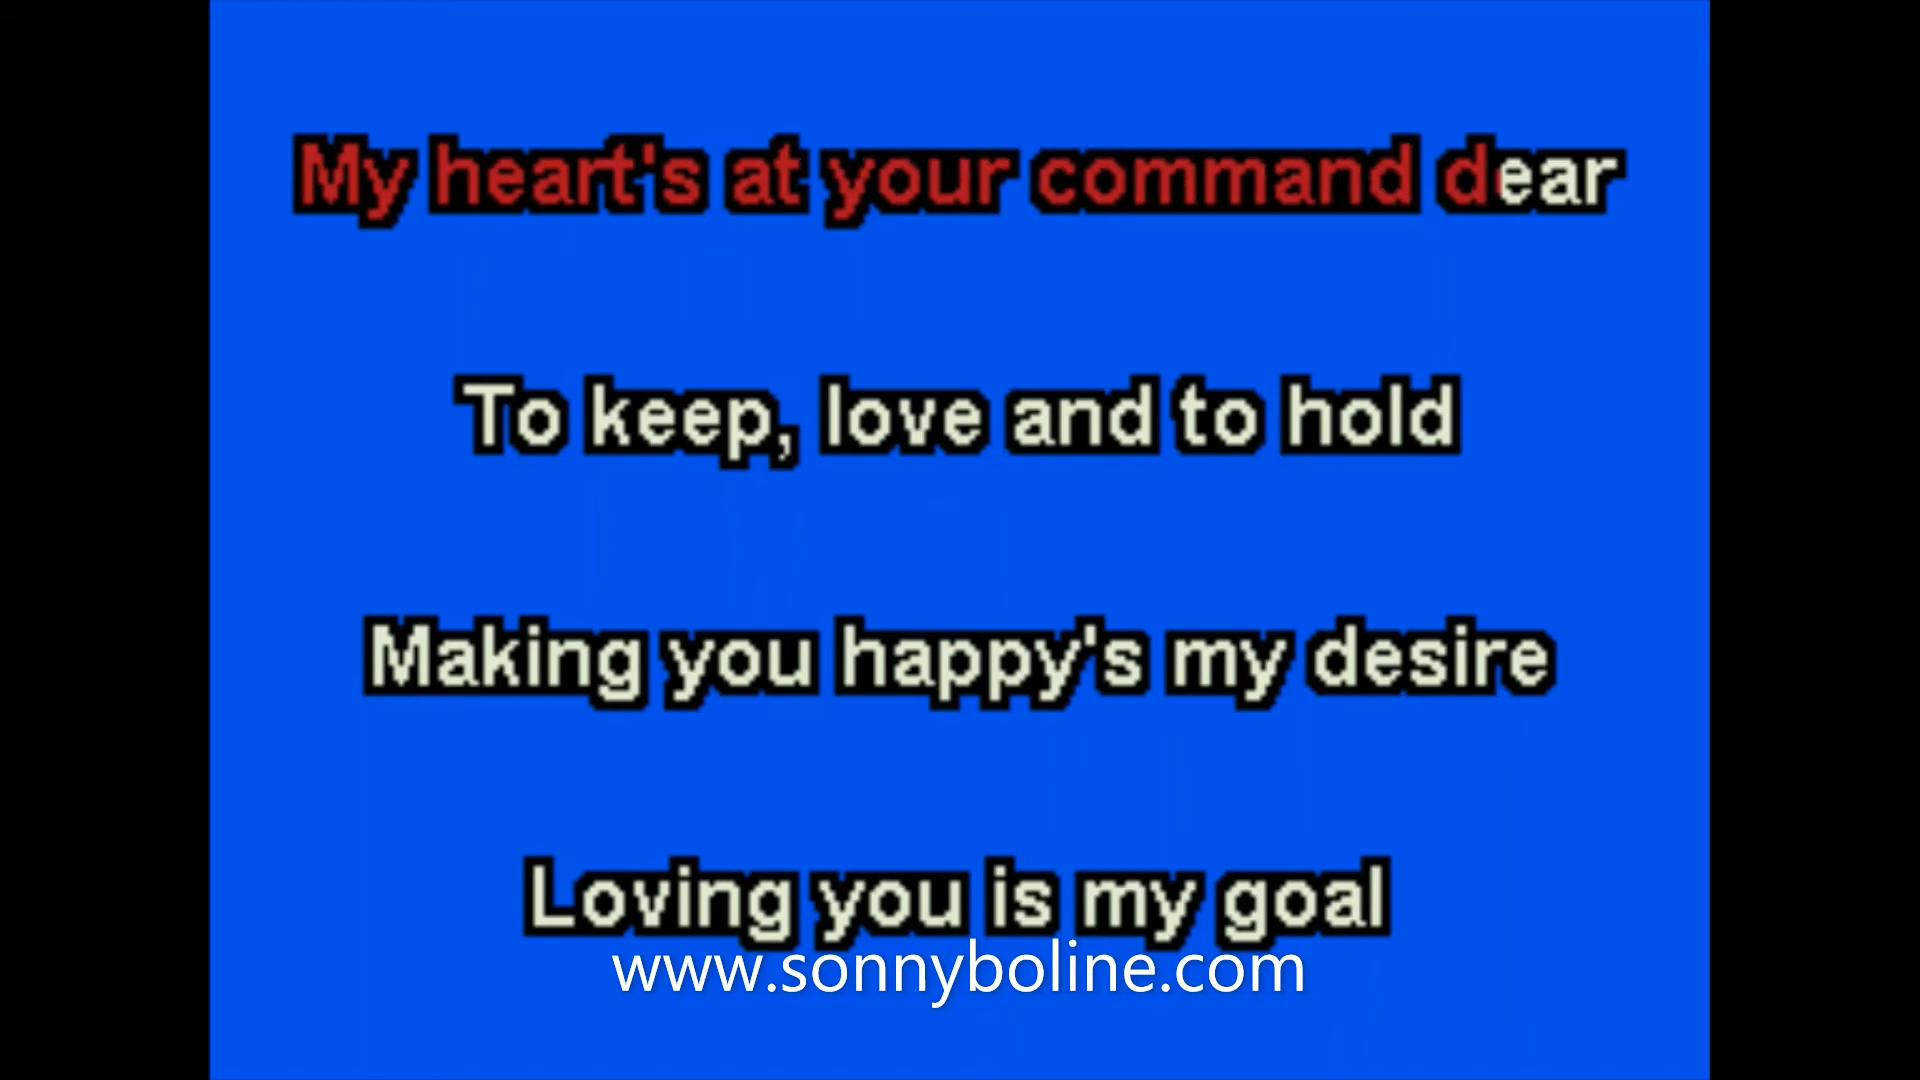 My heart's at your command dear
To keep, love and to hold
Making you happy's my desire
Loving you is my goal
www.sonnyboline.com